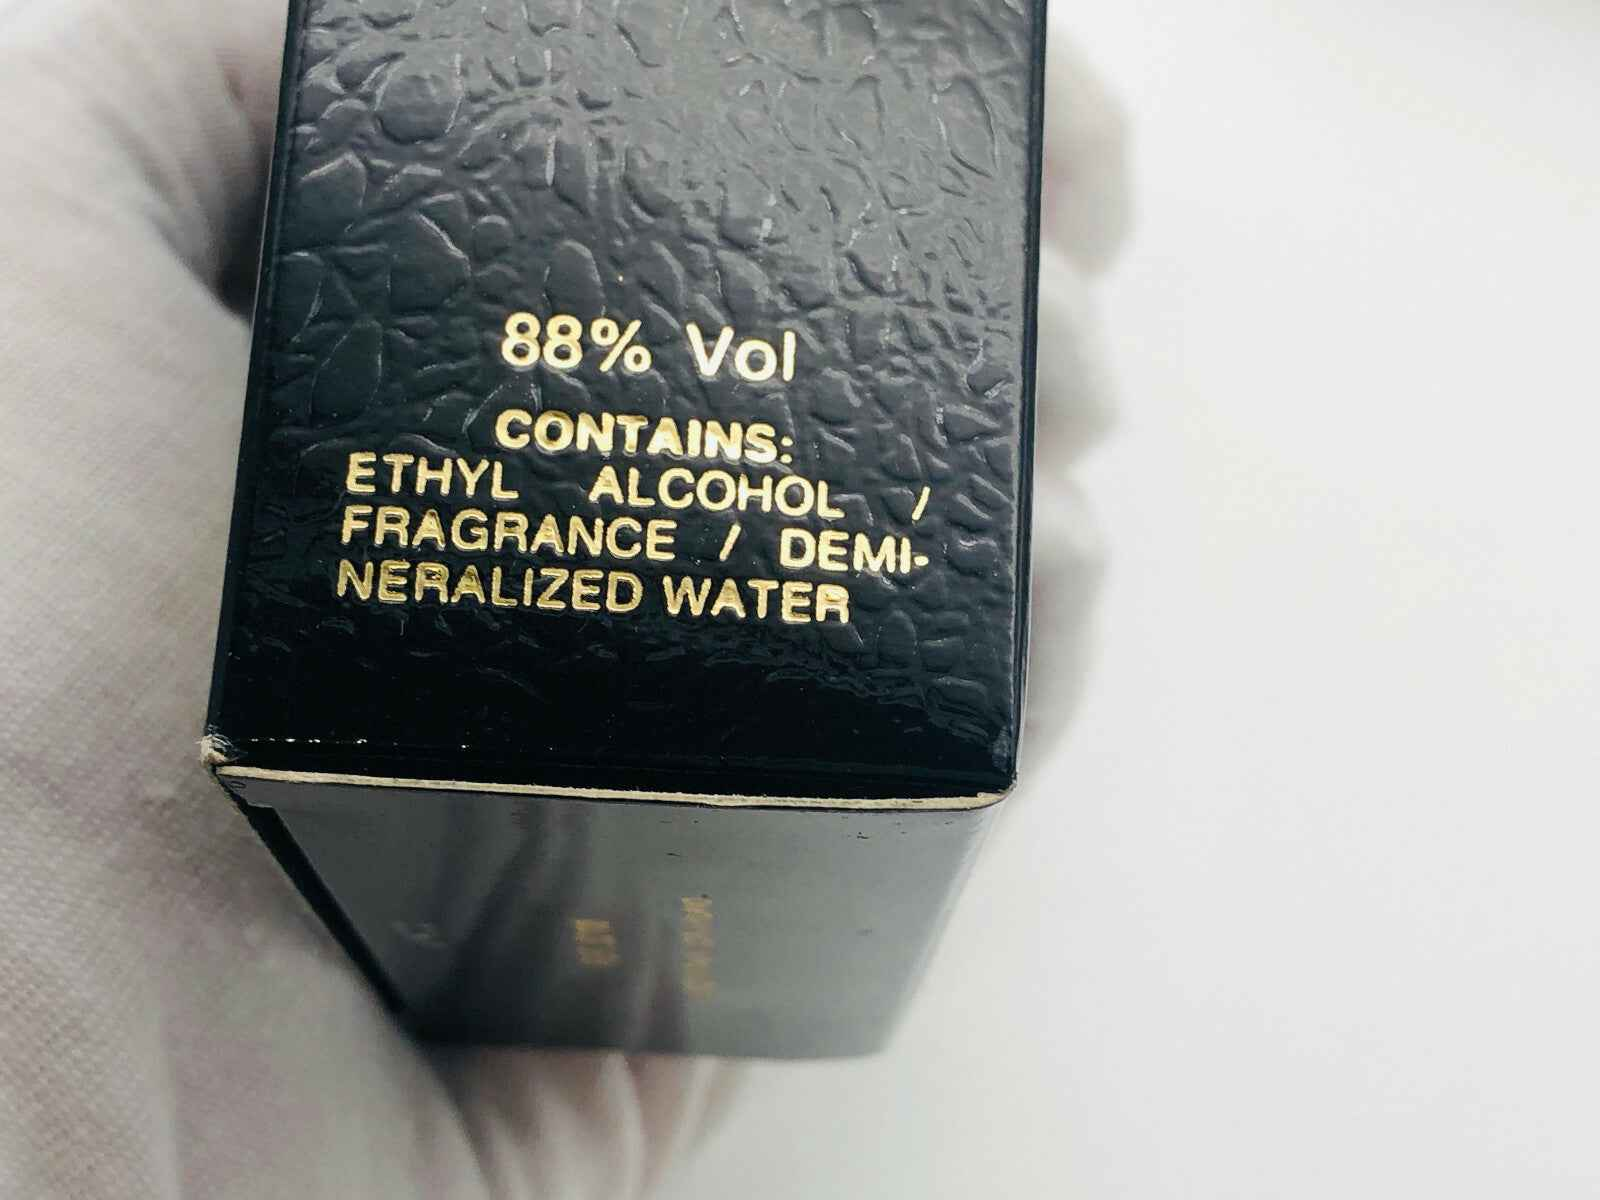 88% Vol
CONTAINS:
ETHYL ALCOHOL /
FRAGRANCE / DEMI-
NERALIZED WATER